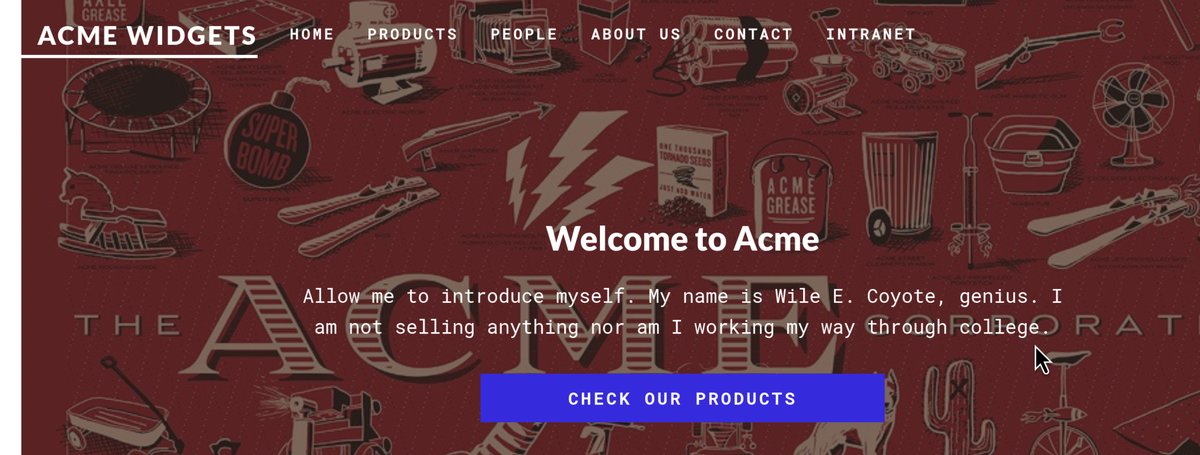 AXLE
GREASE
ACME WIDGETS
HOME
PRODUCTS
PEOPLE
ABOUT US
CONTACT
INTRANET
SUPER
BOMB
ONE THOUSAND
TORNADO SEEDS
JUST ADD WATER
ACME
GREASE
Welcome to Acme
Allow me to introduce myself. My name is Wile E. Coyote, genius. I
am not selling anything nor am I working my way through college.
THE ACME CORPORAT
CHECK OUR PRODUCTS